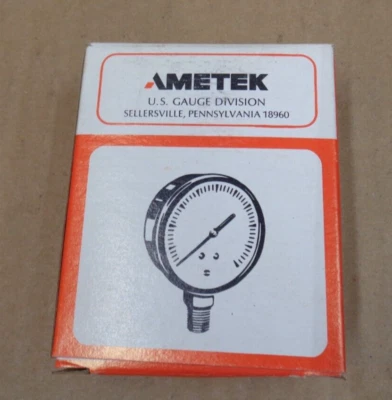 AMETEK
U.S. GAUGE DIVISION
SELLERSVILLE, PENNSYLVANIA 18960